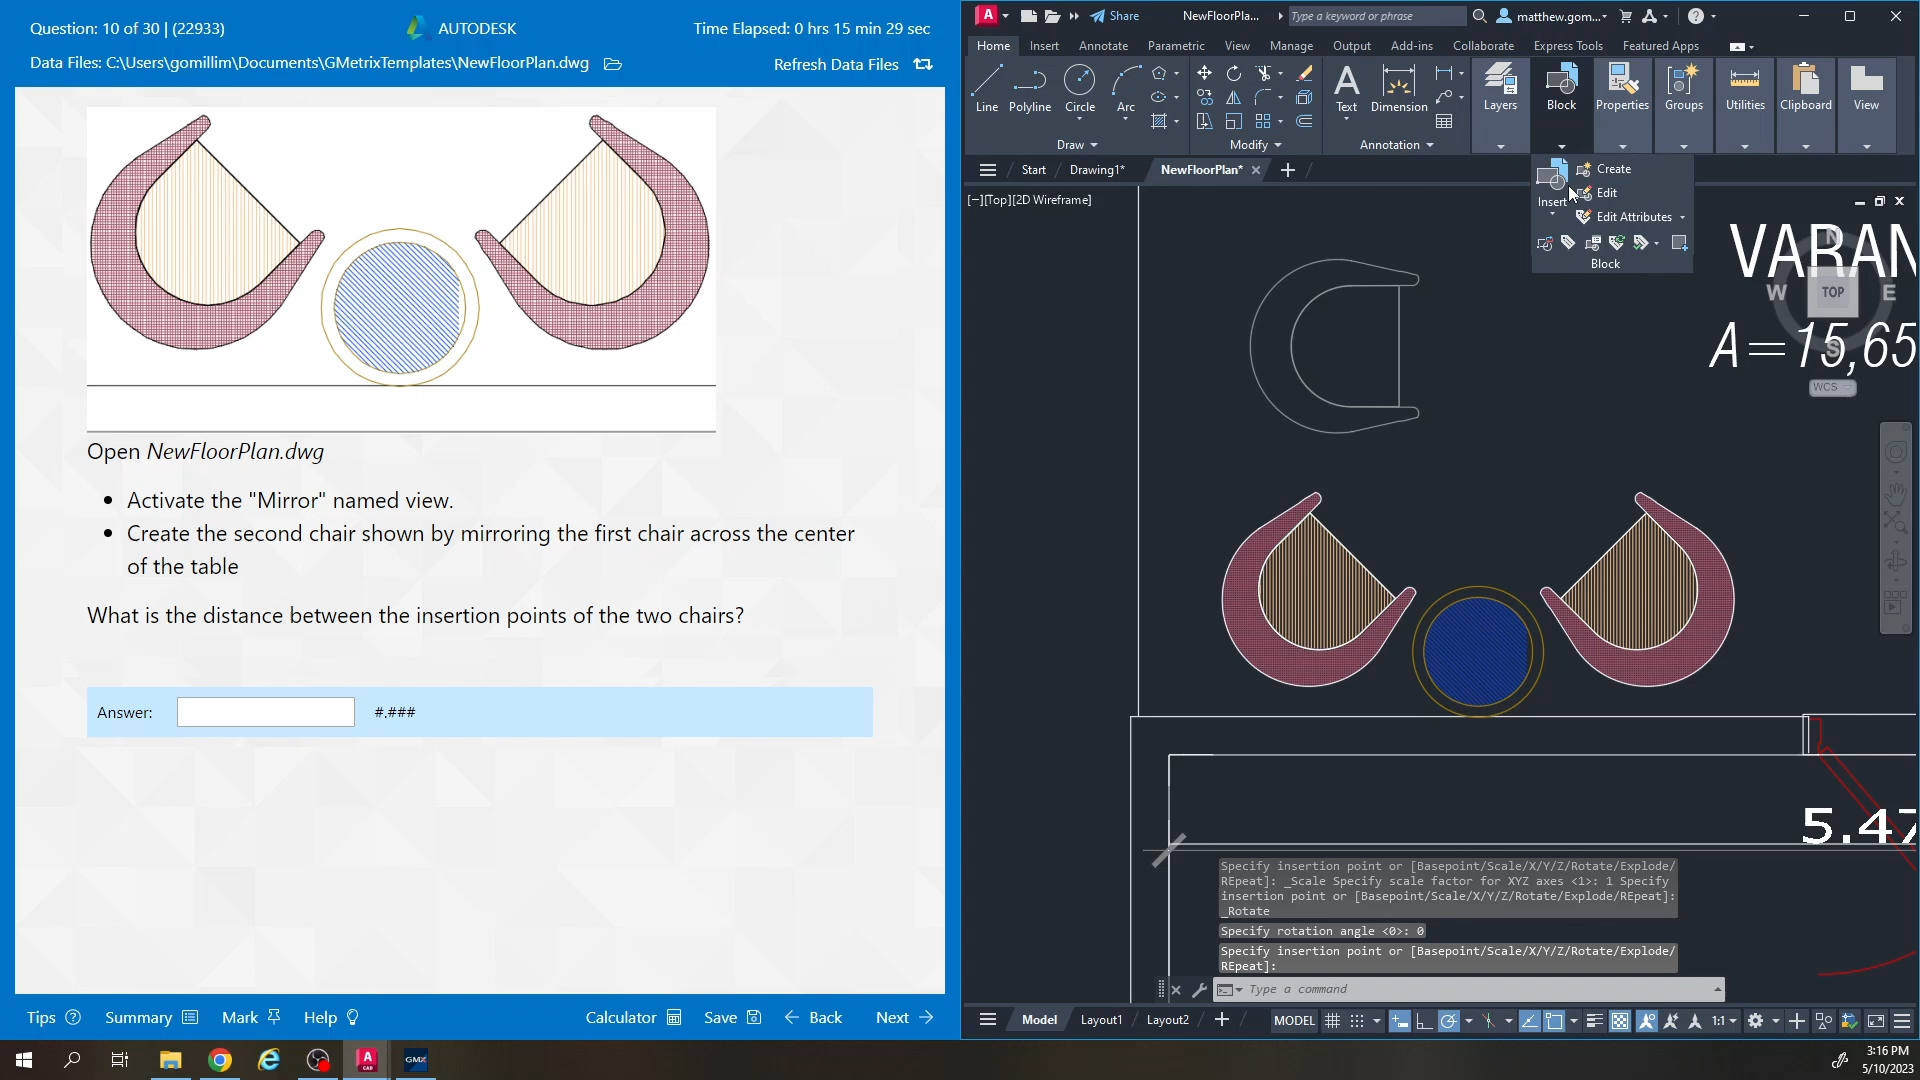 Question: 10 of 30 | (22933)
AUTODESK
Time Elapsed: 0 hrs 15 min 29 sec
Data Files: C:\Users\gomillim\Documents\GMetrixTemplates\NewFloorPlan.dwg
Refresh Data Files
Open NewFloorPlan.dwg
Activate the "Mirror" named view.
Create the second chair shown by mirroring the first chair across the center
of the table
What is the distance between the insertion points of the two chairs?
Answer:
#.###
Tips
Summary
Mark
Help
Calculator
Save
Back
Next
A
Share
NewFloorPla...
Type a keyword or phrase
matthew.gom...
Home
Insert
Annotate
Parametric
View
Manage
Output
Add-ins
Collaborate
Express Tools
Featured Apps
Line
Polyline
Circle
Arc
Text
Dimension
Layers
Block
Properties
Groups
Utilities
Clipboard
View
Draw
Modify
Annotation
Start
Drawing1*
NewFloorPlan*
Insert
Create
Edit
Edit Attributes
Block
[−][Top][2D Wireframe]
VARAN
N
W
TOP
E
S
A=15,65
WCS
5.47
Specify insertion point or [Basepoint/Scale/X/Y/Z/Rotate/Explode/
REpeat]: _Scale Specify scale factor for XYZ axes <1>: 1 Specify
insertion point or [Basepoint/Scale/X/Y/Z/Rotate/Explode/REpeat]:
_Rotate
Specify rotation angle <0>: 0
Specify insertion point or [Basepoint/Scale/X/Y/Z/Rotate/Explode/
REpeat]:
Type a command
Model
Layout1
Layout2
MODEL
1:1
A
CAD
GMX
3:16 PM
5/10/2023